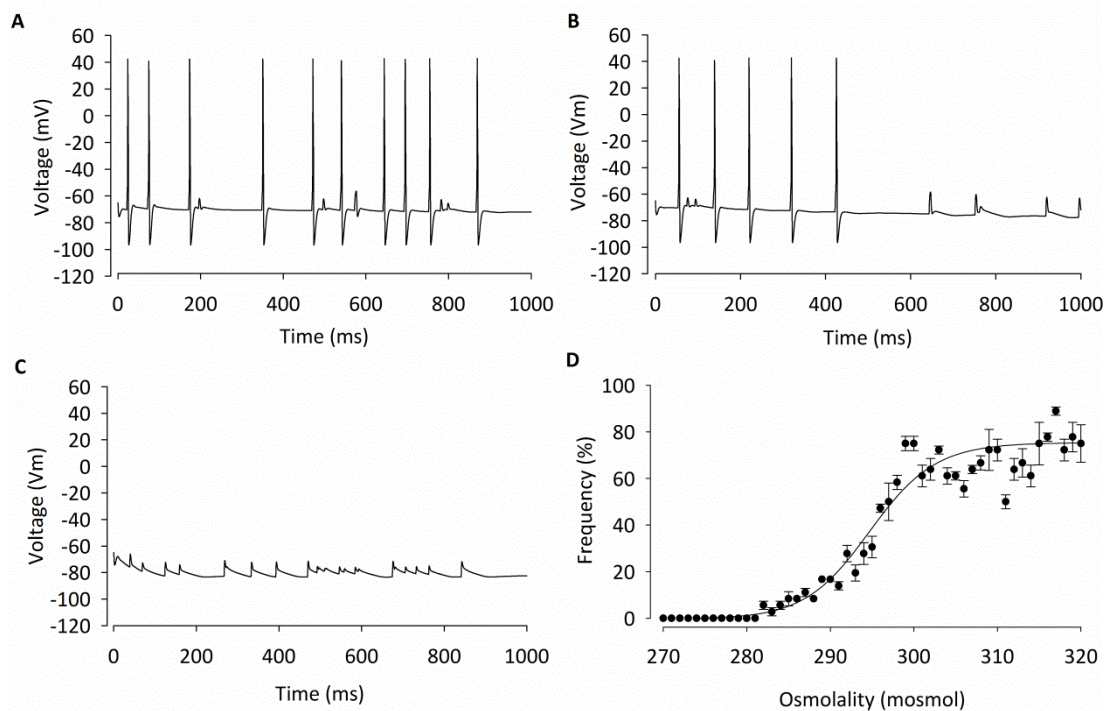 A
60
40
20
0
-20
-40
-60
-80
-100
-120
Voltage (mV)
0 200 400 600 800 1000
Time (ms)
B
60
40
20
0
-20
-40
-60
-80
-100
-120
Voltage (Vm)
0 200 400 600 800 1000
Time (ms)
C
60
40
20
0
-20
-40
-60
-80
-100
-120
Voltage (Vm)
0 200 400 600 800 1000
Time (ms)
D
100
80
60
40
20
0
Frequency (%)
270 280 290 300 310 320
Osmolality (mosmol)